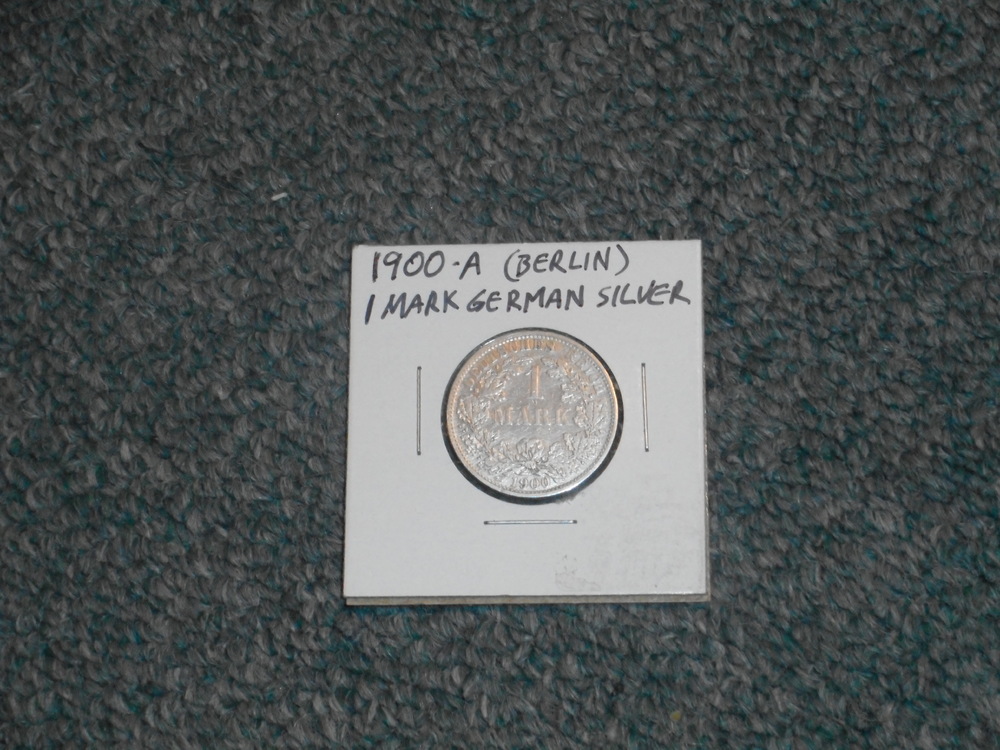 1900-A (BERLIN)
1 MARK GERMAN SILVER
1
MARK
1900